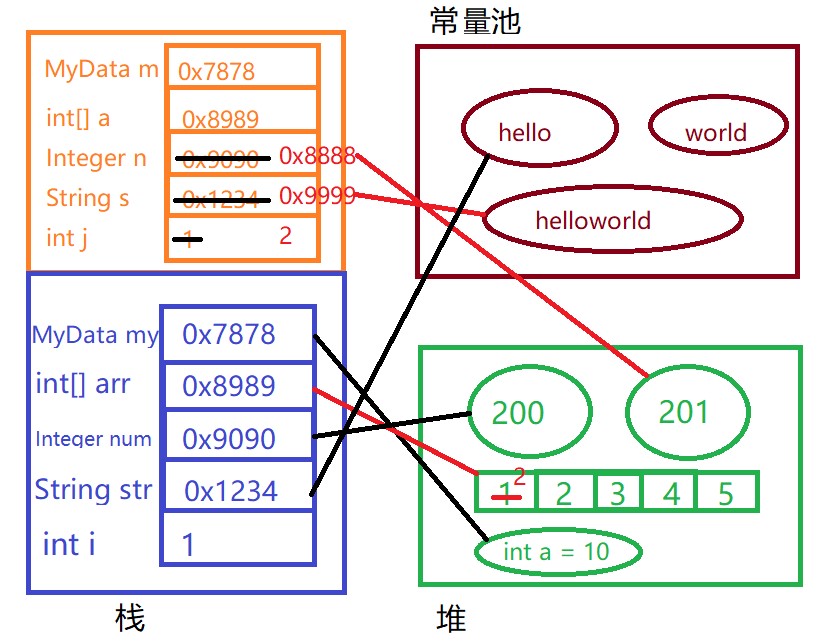 常量池
MyData m 0x7878
int[] a 0x8989
Integer n 0x9090 0x8888
String s 0x1234 0x9999
int j 1 2
hello world
helloworld
MyData my 0x7878
int[] arr 0x8989
Integer num 0x9090
String str 0x1234
int i 1
200 201
1 2 2 3 4 5
int a = 10
栈 堆